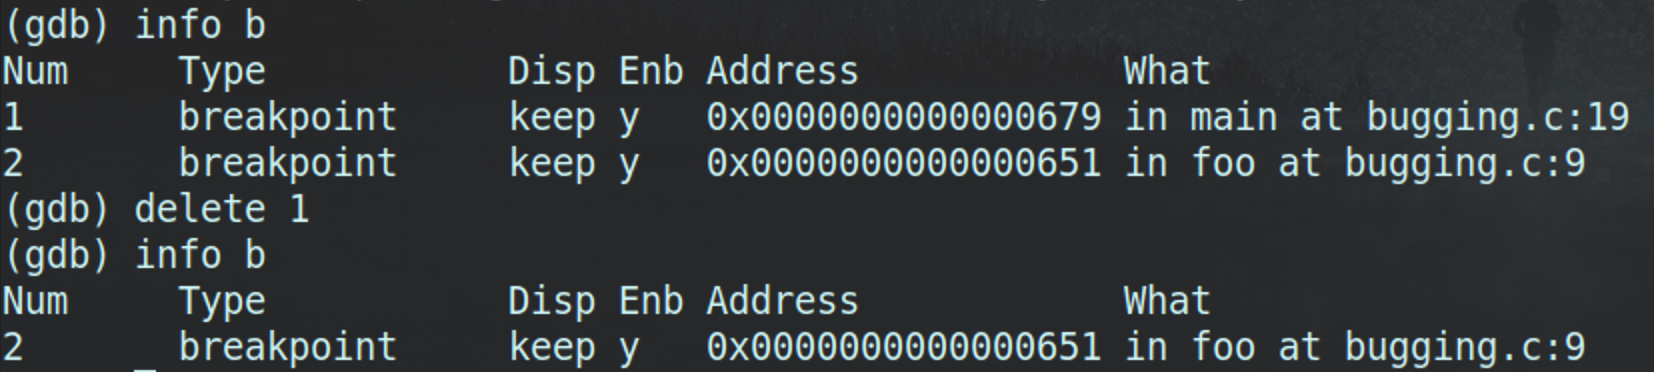 (gdb) info b
Num     Type           Disp Enb Address            What
1       breakpoint     keep y   0x0000000000000679 in main at bugging.c:19
2       breakpoint     keep y   0x0000000000000651 in foo at bugging.c:9
(gdb) delete 1
(gdb) info b
Num     Type           Disp Enb Address            What
2       breakpoint     keep y   0x0000000000000651 in foo at bugging.c:9